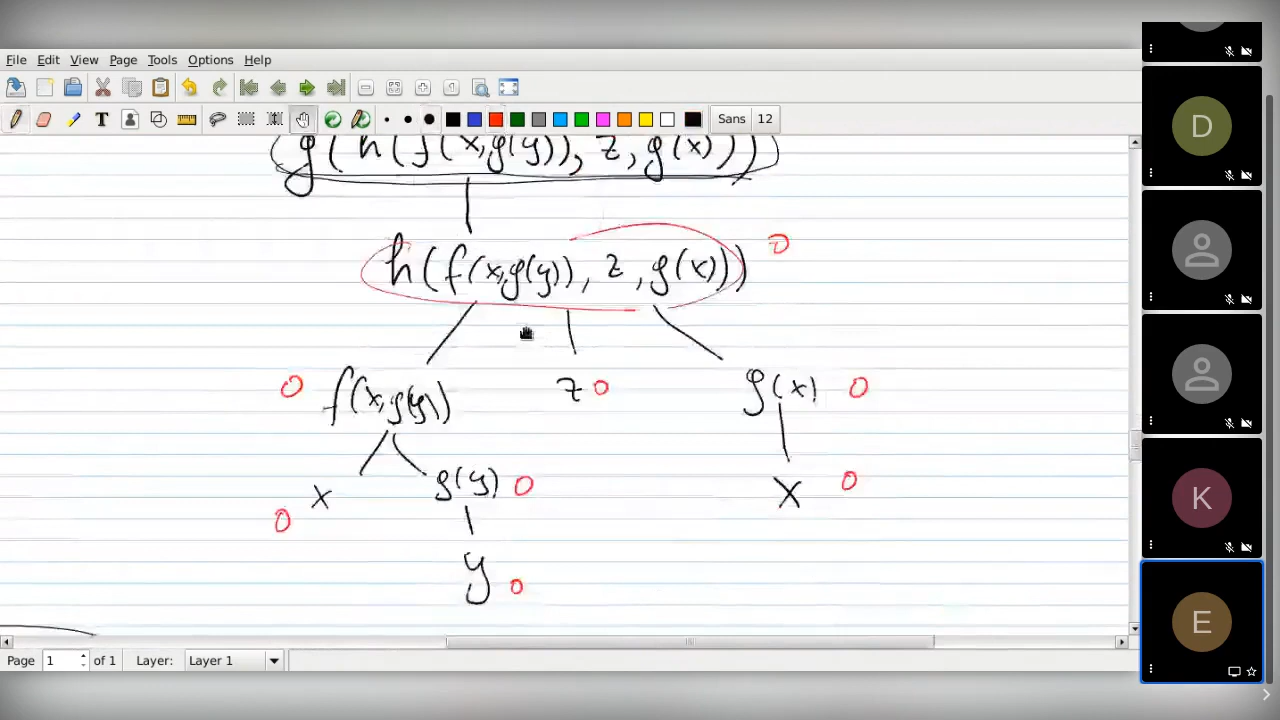 File Edit View Page Tools Options Help
Sans 12
g(h(f(x,g(y)),z,g(x)))
h(f(x,g(y)),z,g(x)) 0
0 f(x,g(y)) z 0 g(x) 0
0 x g(y) 0 x 0
y 0
Page 1 of 1 Layer: Layer 1
D
K
E